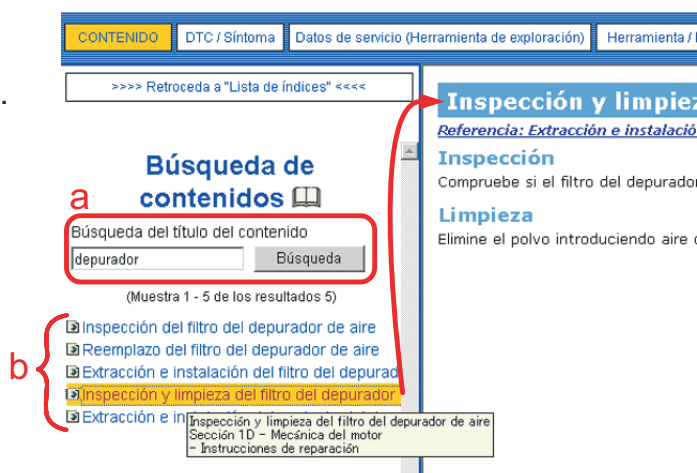 CONTENIDO DTC / Síntoma Datos de servicio (Herramienta de exploración) Herramienta /
>>>> Retroceda a "Lista de índices" <<<<
.
Búsqueda de
contenidos
a
Búsqueda del título del contenido
depurador Búsqueda
(Muestra 1 - 5 de los resultados 5)
b
Inspección del filtro del depurador de aire
Reemplazo del filtro del depurador de aire
Extracción e instalación del filtro del depurad
Inspección y limpieza del filtro del depurador
Extracción e in
Inspección y limpieza del filtro del depurador de aire
Sección 1D - Mecánica del motor
- Instrucciones de reparación
Inspección y limpiez
Referencia: Extracción e instalació
Inspección
Compruebe si el filtro del depurador
Limpieza
Elimine el polvo introduciendo aire